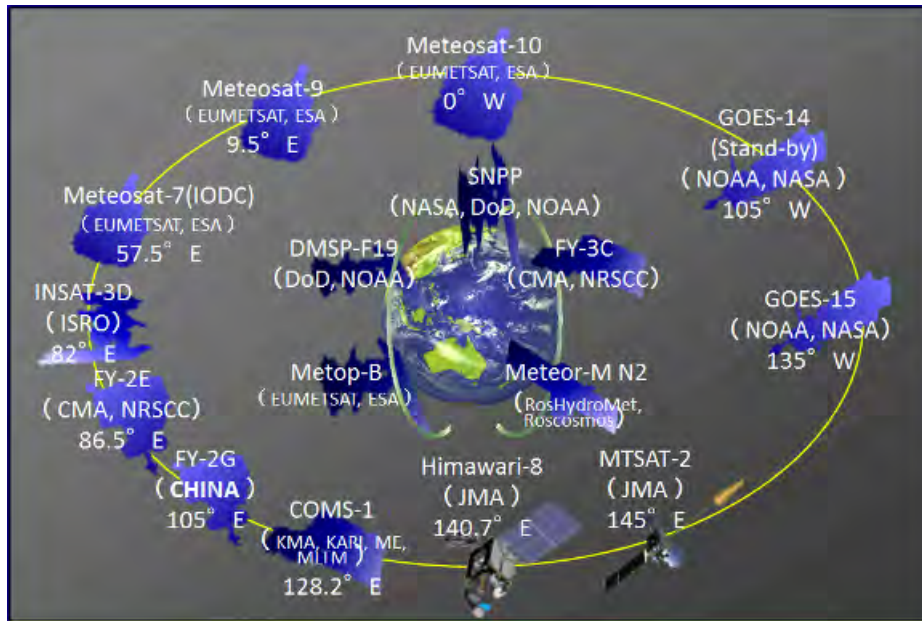 Meteosat-10
( EUMETSAT, ESA )
0° W
Meteosat-9
( EUMETSAT, ESA )
9.5° E
GOES-14
(Stand-by)
( NOAA, NASA )
105° W
SNPP
(NASA, DoD, NOAA)
Meteosat-7(IODC)
( EUMETSAT, ESA )
57.5° E
DMSP-F19
(DoD, NOAA)
FY-3C
(CMA, NRSCC)
INSAT-3D
( ISRO )
82° E
GOES-15
( NOAA, NASA )
135° W
FY-2E
( CMA, NRSCC )
86.5° E
Metop-B
( EUMETSAT, ESA )
Meteor-M N2
(RosHydroMet,
Roscosmos)
FY-2G
( CHINA )
105° E
COMS-1
( KMA, KARI, ME,
MLTM )
128.2° E
Himawari-8
( JMA )
140.7° E
MTSAT-2
( JMA )
145° E